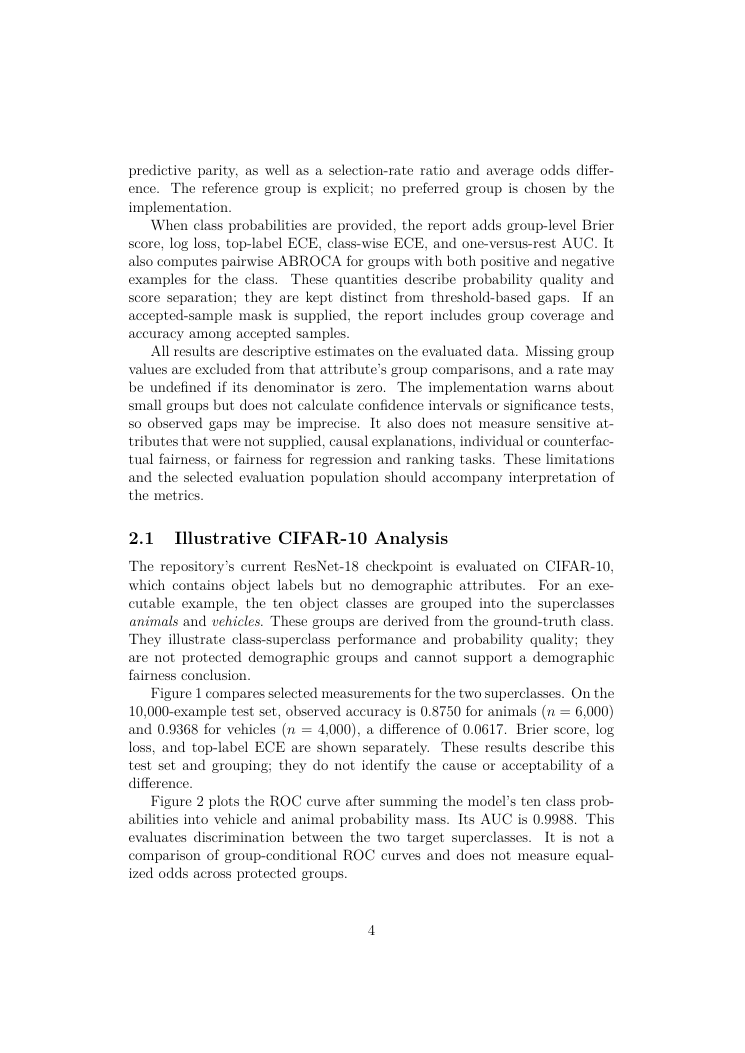 predictive parity, as well as a selection-rate ratio and average odds differ-
ence. The reference group is explicit; no preferred group is chosen by the
implementation.
When class probabilities are provided, the report adds group-level Brier
score, log loss, top-label ECE, class-wise ECE, and one-versus-rest AUC. It
also computes pairwise ABROCA for groups with both positive and negative
examples for the class. These quantities describe probability quality and
score separation; they are kept distinct from threshold-based gaps. If an
accepted-sample mask is supplied, the report includes group coverage and
accuracy among accepted samples.
All results are descriptive estimates on the evaluated data. Missing group
values are excluded from that attribute's group comparisons, and a rate may
be undefined if its denominator is zero. The implementation warns about
small groups but does not calculate confidence intervals or significance tests,
so observed gaps may be imprecise. It also does not measure sensitive at-
tributes that were not supplied, causal explanations, individual or counterfac-
tual fairness, or fairness for regression and ranking tasks. These limitations
and the selected evaluation population should accompany interpretation of
the metrics.
2.1 Illustrative CIFAR-10 Analysis
The repository's current ResNet-18 checkpoint is evaluated on CIFAR-10,
which contains object labels but no demographic attributes. For an exe-
cutable example, the ten object classes are grouped into the superclasses
animals and vehicles. These groups are derived from the ground-truth class.
They illustrate class-superclass performance and probability quality; they
are not protected demographic groups and cannot support a demographic
fairness conclusion.
Figure 1 compares selected measurements for the two superclasses. On the
10,000-example test set, observed accuracy is 0.8750 for animals (n = 6,000)
and 0.9368 for vehicles (n = 4,000), a difference of 0.0617. Brier score, log
loss, and top-label ECE are shown separately. These results describe this
test set and grouping; they do not identify the cause or acceptability of a
difference.
Figure 2 plots the ROC curve after summing the model's ten class prob-
abilities into vehicle and animal probability mass. Its AUC is 0.9988. This
evaluates discrimination between the two target superclasses. It is not a
comparison of group-conditional ROC curves and does not measure equal-
ized odds across protected groups.
4